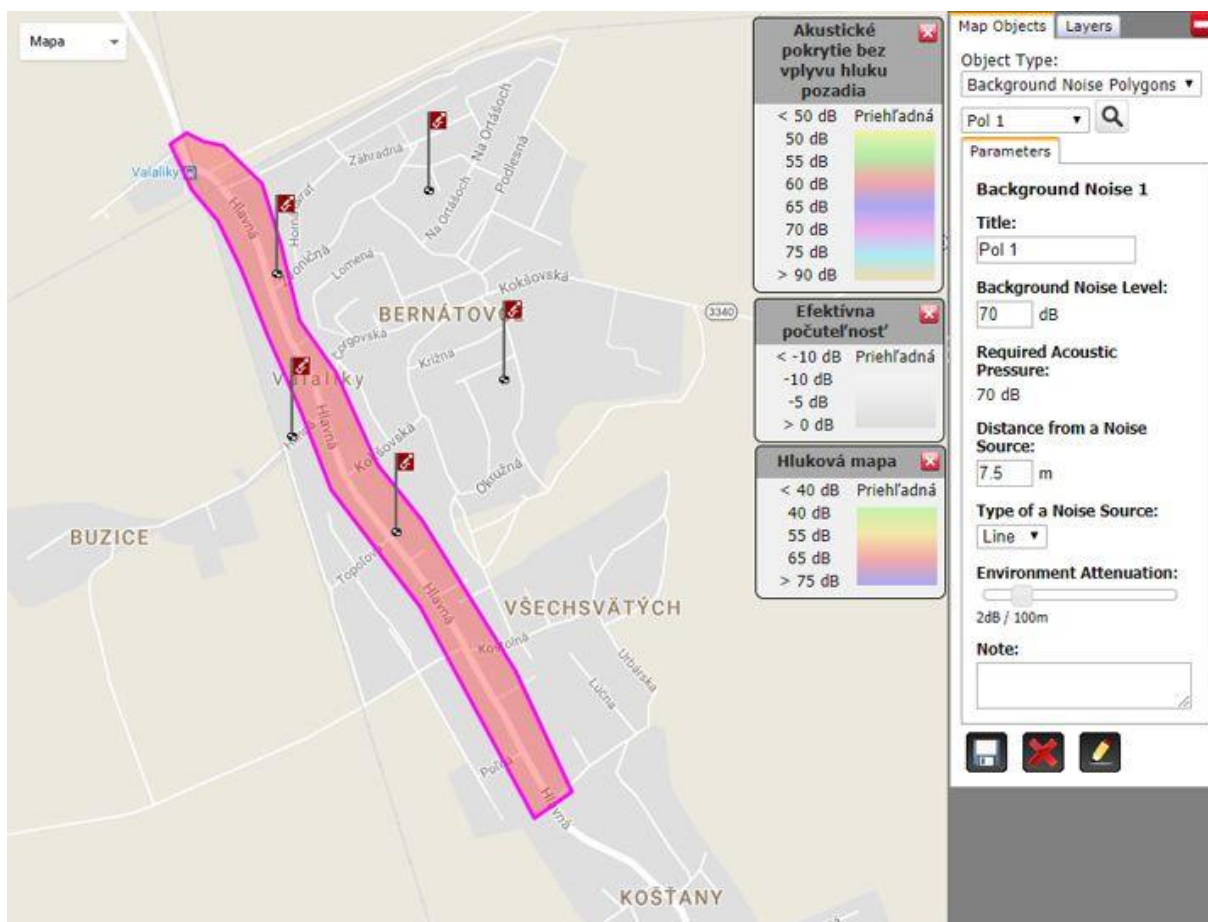 Mapa
Valaliky
Hlavná
Záhradná
Na Ortášoch
Na Ortášoch
Podlesná
Lomená
Kokšovská
BERNÁTOVCE
3340
Krížna
Valaliky
Hlavná
Kokšovská
Okružná
BUZICE
Topoľová
Hlavná
VŠECHSVÄTÝCH
Kostolná
Urbárska
Lúčna
Poľná
Hlavná
KOŠŤANY
Akustické
pokrytie bez
vplyvu hluku
pozadia
< 50 dB Priehľadná
50 dB
55 dB
60 dB
65 dB
70 dB
75 dB
> 90 dB
Efektívna
počuteľnosť
< -10 dB Priehľadná
-10 dB
-5 dB
> 0 dB
Hluková mapa
< 40 dB Priehľadná
40 dB
55 dB
65 dB
> 75 dB
Map Objects Layers
Object Type:
Background Noise Polygons
Pol 1
Parameters
Background Noise 1
Title:
Pol 1
Background Noise Level:
70 dB
Required Acoustic
Pressure:
70 dB
Distance from a Noise
Source:
7.5 m
Type of a Noise Source:
Line
Environment Attenuation:
2dB / 100m
Note: